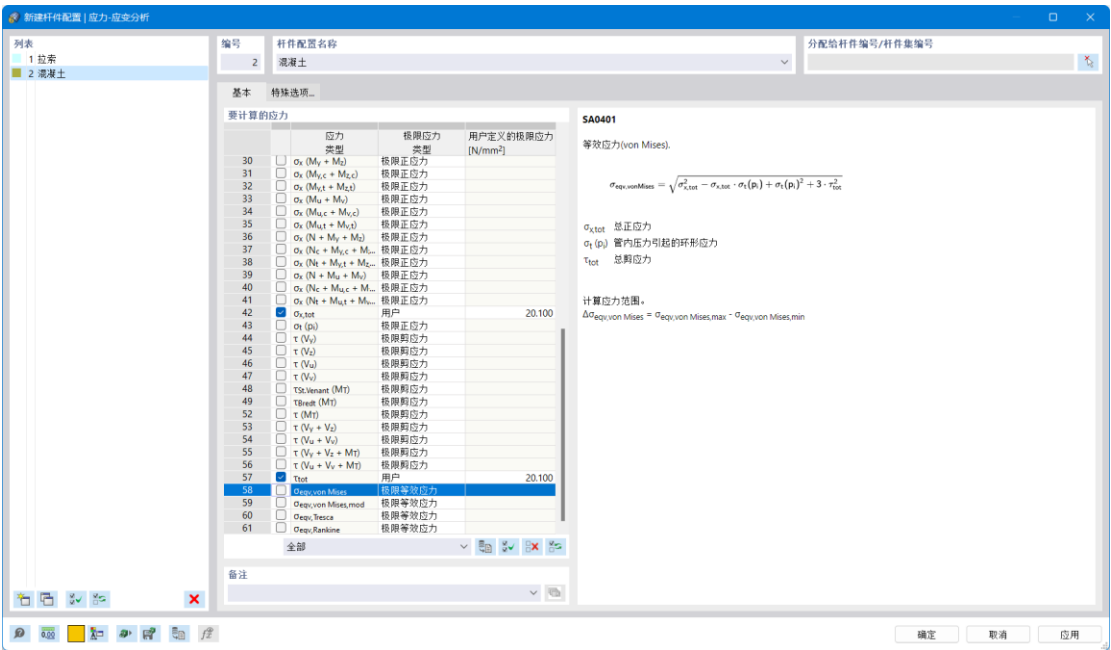 新建杆件配置 | 应力-应变分析
列表
1 拉索
2 混凝土
编号
2
杆件配置名称
混凝土
分配给杆件编号/杆件集编号
基本
特殊选项...
要计算的应力
应力 极限应力 用户定义的极限应力
类型 类型 [N/mm²]
30 σx (My + Mz) 极限正应力
31 σx (My,c + Mz,c) 极限正应力
32 σx (My,t + Mz,t) 极限正应力
33 σx (Mu + Mv) 极限正应力
34 σx (Mu,c + Mv,c) 极限正应力
35 σx (Mu,t + Mv,t) 极限正应力
36 σx (N + My + Mz) 极限正应力
37 σx (Nc + My,c + M... 极限正应力
38 σx (Nt + My,t + Mz... 极限正应力
39 σx (N + Mu + Mv) 极限正应力
40 σx (Nc + Mu,c + M... 极限正应力
41 σx (Nt + Mu,t + Mv... 极限正应力
42 σx,tot 用户 20.100
43 σt (pi) 极限正应力
44 τ (Vy) 极限剪应力
45 τ (Vz) 极限剪应力
46 τ (Vu) 极限剪应力
47 τ (Vv) 极限剪应力
48 τSt.Venant (MT) 极限剪应力
49 τBredt (MT) 极限剪应力
52 τ (MT) 极限剪应力
53 τ (Vy + Vz) 极限剪应力
54 τ (Vu + Vv) 极限剪应力
55 τ (Vy + Vz + MT) 极限剪应力
56 τ (Vu + Vv + MT) 极限剪应力
57 τtot 用户 20.100
58 σeqv,von Mises 极限等效应力
59 σeqv,von Mises,mod 极限等效应力
60 σeqv,Tresca 极限等效应力
61 σeqv,Rankine 极限等效应力
全部
备注
SA0401
等效应力(von Mises).
σeqv,vonMises = √(σ²x,tot − σx,tot · σt(pi) + σt(pi)² + 3 · τ²tot)
σx,tot 总正应力
σt (pi) 管内压力引起的环形应力
τtot 总剪应力
计算应力范围。
Δσeqv,von Mises = σeqv,von Mises,max - σeqv,von Mises,min
0,00
确定
取消
应用